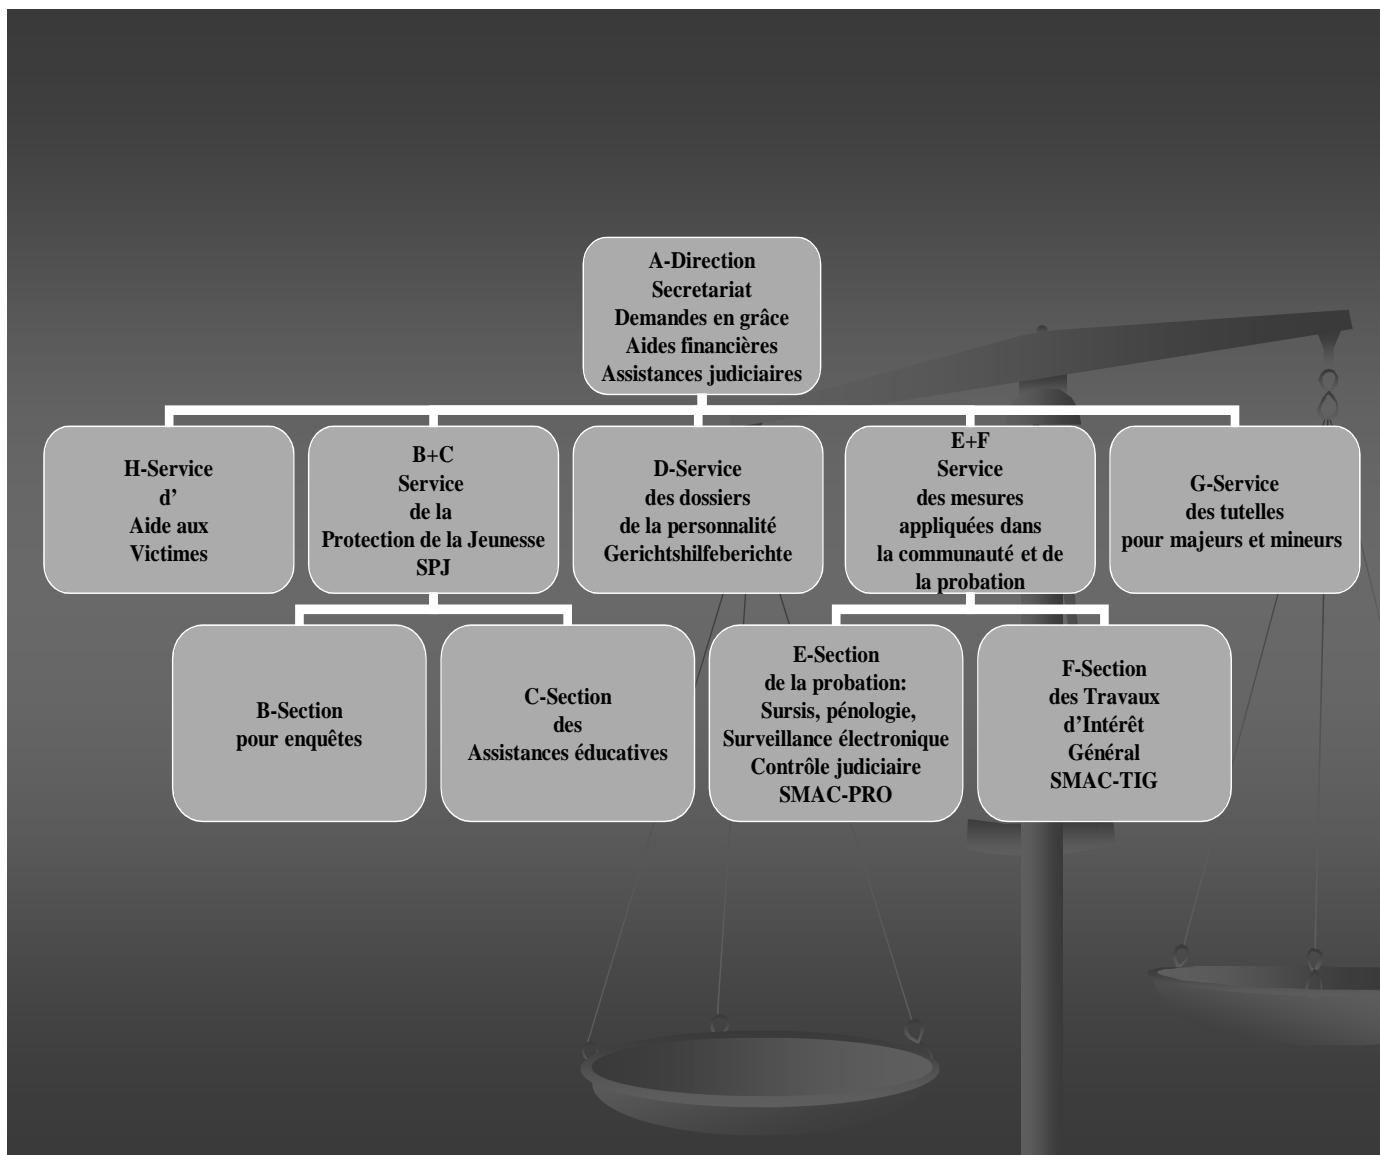 A-Direction
Secretariat
Demandes en grâce
Aides financières
Assistances judiciaires
H-Service
d’
Aide aux
Victimes
B+C
Service
de la
Protection de la Jeunesse
SPJ
D-Service
des dossiers
de la personnalité
Gerichtshilfeberichte
E+F
Service
des mesures
appliquées dans
la communauté et de
la probation
G-Service
des tutelles
pour majeurs et mineurs
B-Section
pour enquêtes
C-Section
des
Assistances éducatives
E-Section
de la probation:
Sursis, pénologie,
Surveillance électronique
Contrôle judiciaire
SMAC-PRO
F-Section
des Travaux
d’Intérêt
Général
SMAC-TIG